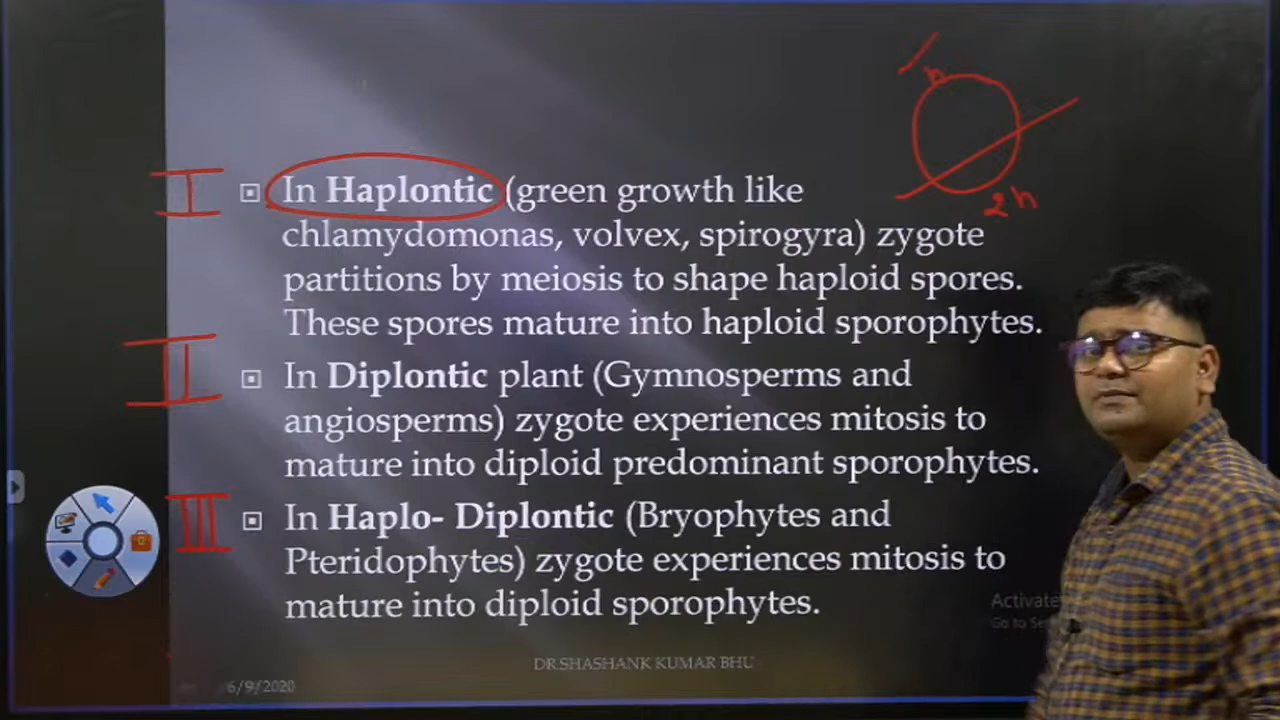 n
2n
I
In Haplontic (green growth like
chlamydomonas, volvex, spirogyra) zygote
partitions by meiosis to shape haploid spores.
These spores mature into haploid sporophytes.
II
In Diplontic plant (Gymnosperms and
angiosperms) zygote experiences mitosis to
mature into diploid predominant sporophytes.
III
In Haplo- Diplontic (Bryophytes and
Pteridophytes) zygote experiences mitosis to
mature into diploid sporophytes.
Activate
Go to Se
DR.SHASHANK KUMAR BHU
6/9/2020